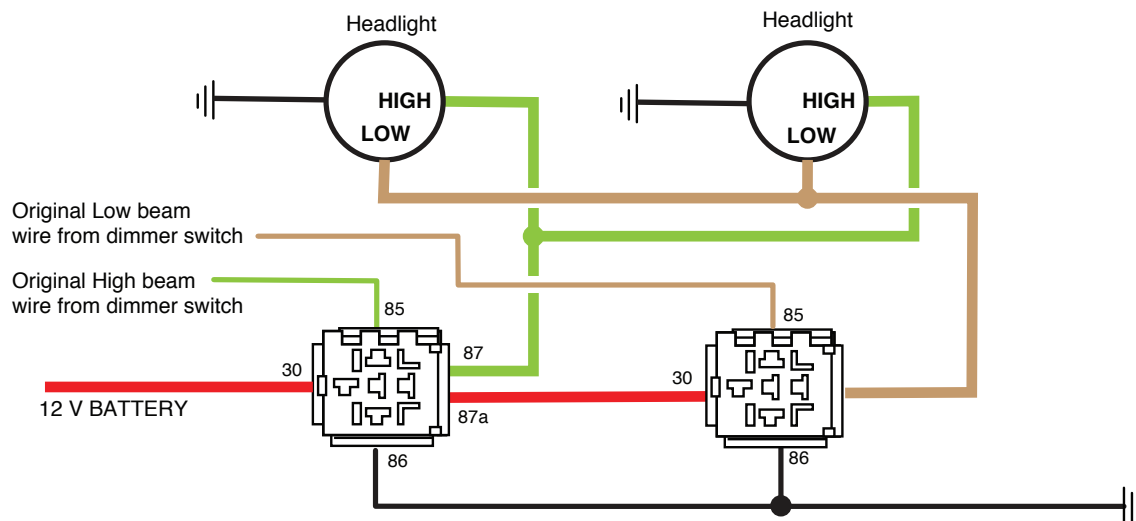 Headlight
Headlight
HIGH
LOW
HIGH
LOW
Original Low beam
wire from dimmer switch
Original High beam
wire from dimmer switch
85
85
87
30
30
12 V BATTERY
87a
86
86